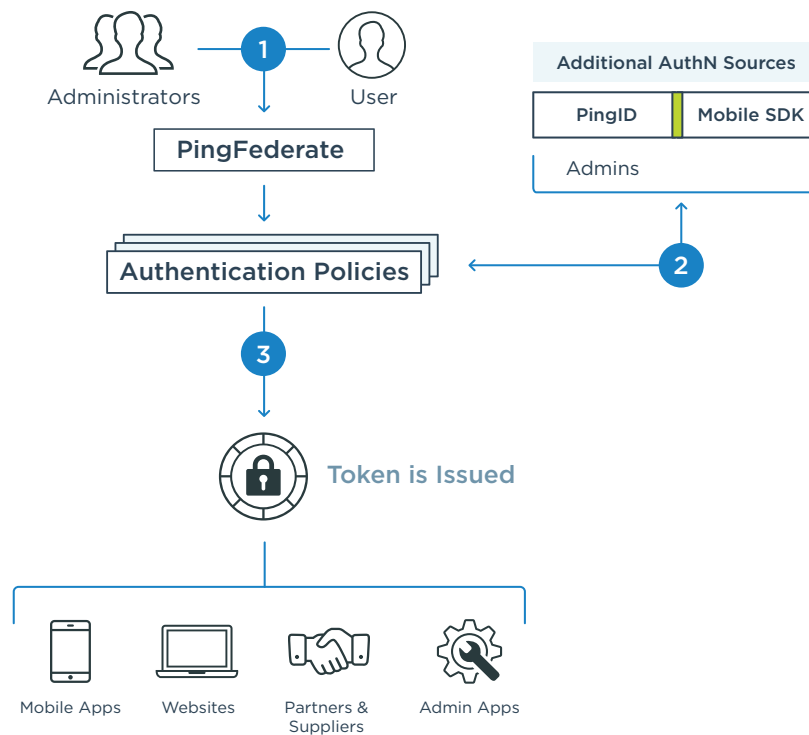 1
Administrators
User
PingFederate
Authentication Policies
Additional AuthN Sources
PingID
Mobile SDK
Admins
2
3
Token is Issued
Mobile Apps
Websites
Partners &
Suppliers
Admin Apps